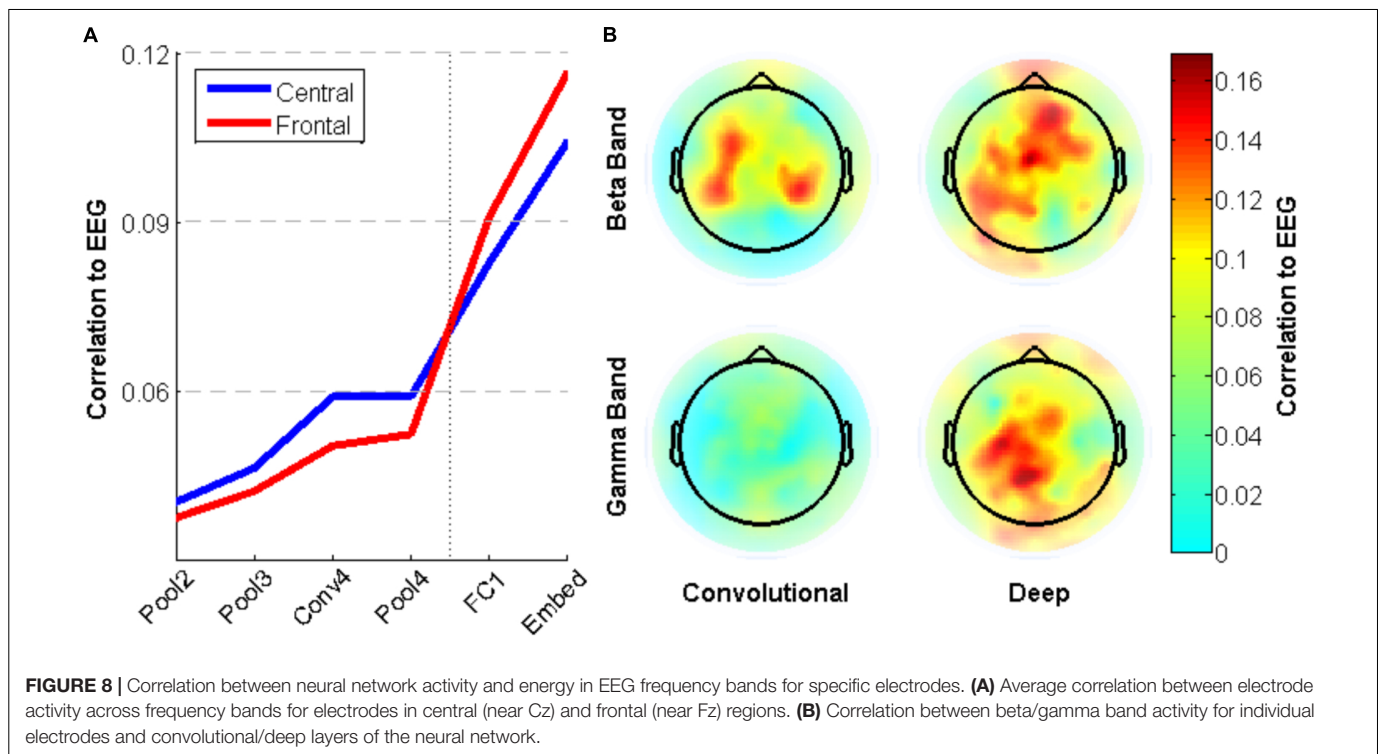 A
0.12
0.09
0.06
Correlation to EEG
Central
Frontal
Pool2
Pool3
Conv4
Pool4
FC1
Embed
B
Beta Band
Gamma Band
Convolutional
Deep
0.16
0.14
0.12
0.1
0.08
0.06
0.04
0.02
0
Correlation to EEG
FIGURE 8 | Correlation between neural network activity and energy in EEG frequency bands for specific electrodes. (A) Average correlation between electrode
activity across frequency bands for electrodes in central (near Cz) and frontal (near Fz) regions. (B) Correlation between beta/gamma band activity for individual
electrodes and convolutional/deep layers of the neural network.